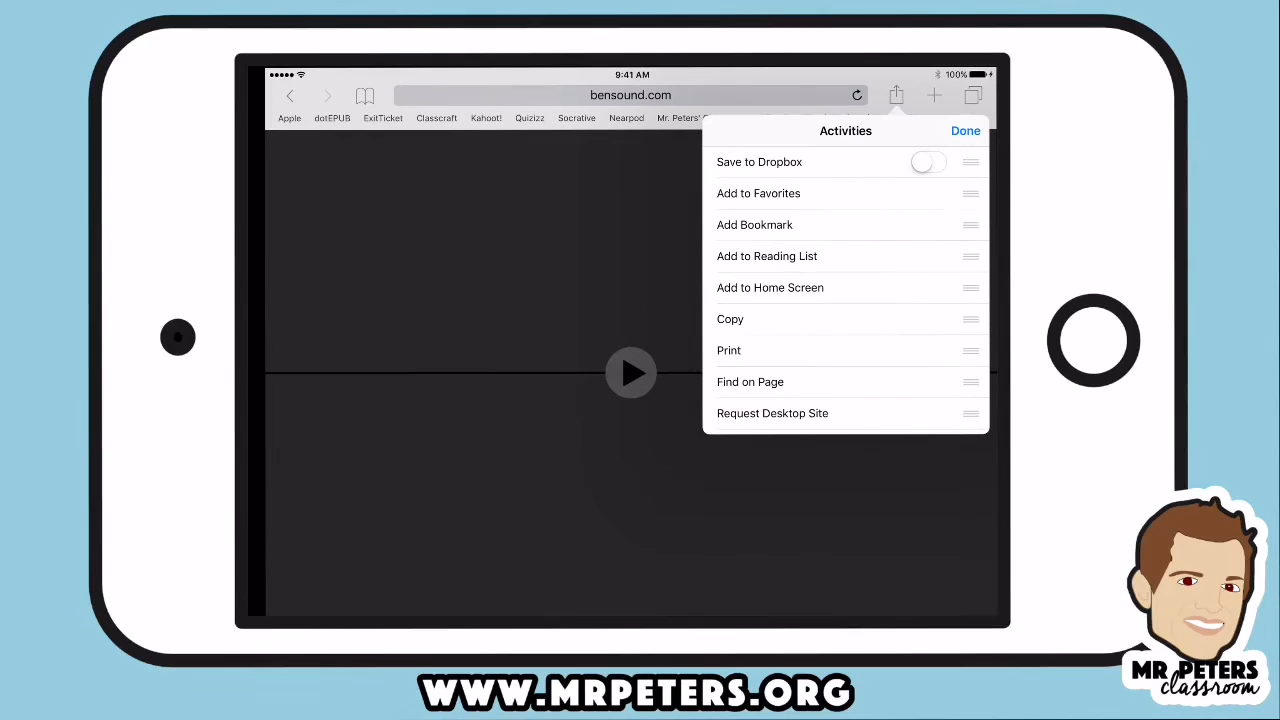 9:41 AM
100%
bensound.com
Apple dotEPUB ExitTicket Classcraft Kahoot! Quizizz Socrative Nearpod Mr. Peters'
Activities Done
Save to Dropbox
Add to Favorites
Add Bookmark
Add to Reading List
Add to Home Screen
Copy
Print
Find on Page
Request Desktop Site
MR PETERS
classroom
WWW.MRPETERS.ORG